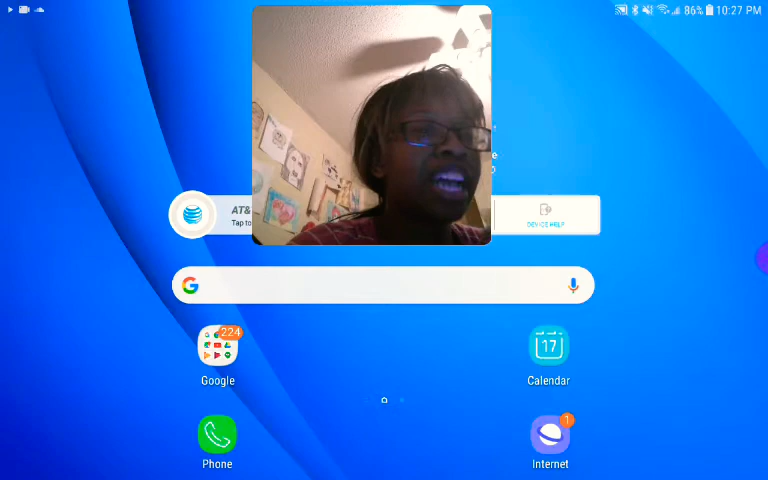 86% 10:27 PM
AT&
Tap to
DEVICE HELP
G
224
17
Google
Calendar
1
Phone
Internet